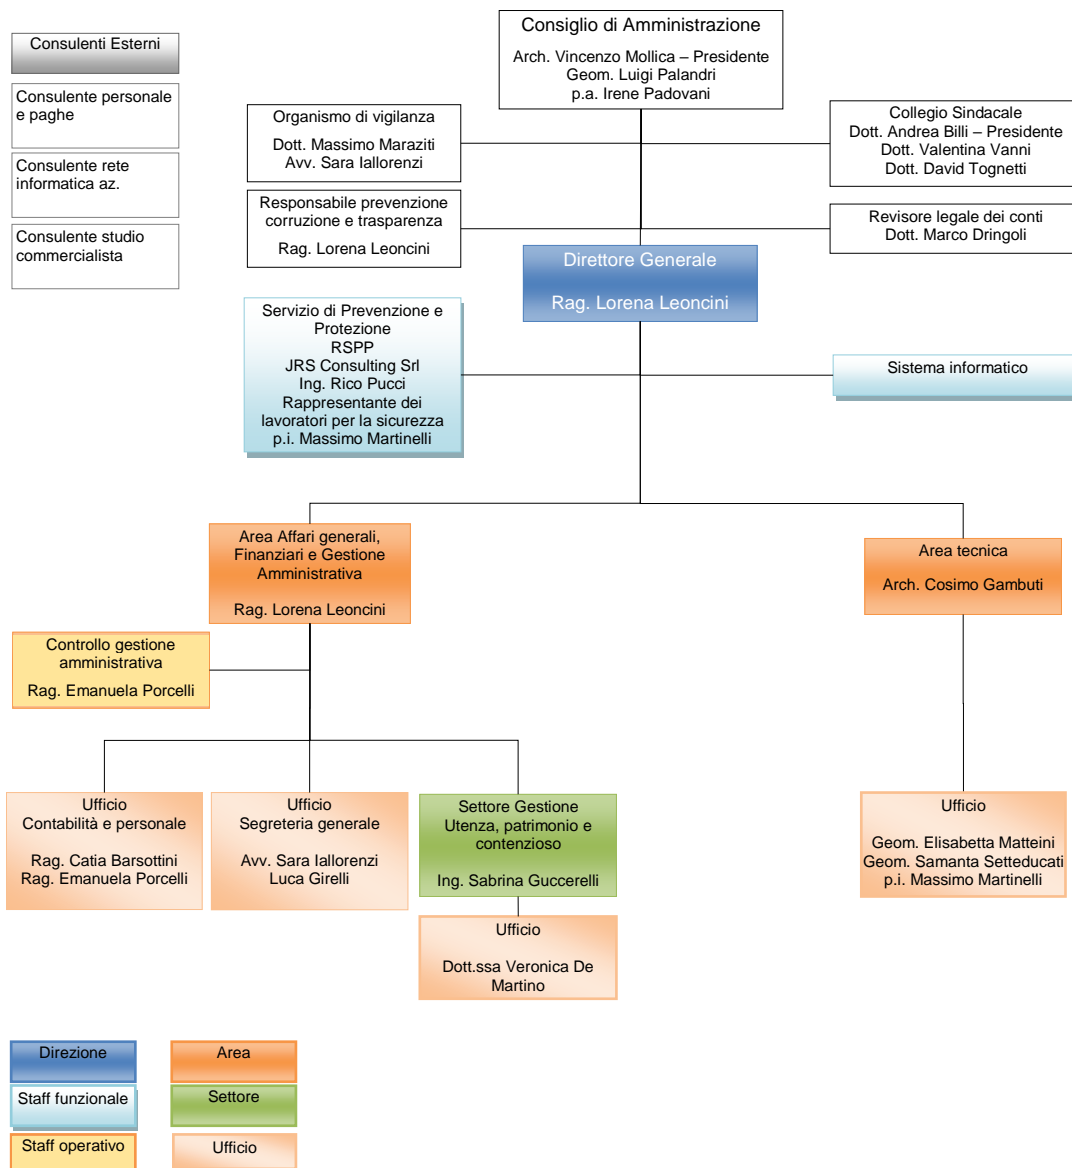 Consiglio di Amministrazione
Arch. Vincenzo Mollica – Presidente
Geom. Luigi Palandri
p.a. Irene Padovani
Consulenti Esterni
Consulente personale
e paghe
Consulente rete
informatica az.
Consulente studio
commercialista
Organismo di vigilanza
Dott. Massimo Maraziti
Avv. Sara Iallorenzi
Collegio Sindacale
Dott. Andrea Billi – Presidente
Dott. Valentina Vanni
Dott. David Tognetti
Responsabile prevenzione
corruzione e trasparenza
Rag. Lorena Leoncini
Revisore legale dei conti
Dott. Marco Dringoli
Direttore Generale
Rag. Lorena Leoncini
Servizio di Prevenzione e
Protezione
RSPP
JRS Consulting Srl
Ing. Rico Pucci
Rappresentante dei
lavoratori per la sicurezza
p.i. Massimo Martinelli
Sistema informatico
Area Affari generali,
Finanziari e Gestione
Amministrativa
Rag. Lorena Leoncini
Area tecnica
Arch. Cosimo Gambuti
Controllo gestione
amministrativa
Rag. Emanuela Porcelli
Ufficio
Contabilità e personale
Rag. Catia Barsottini
Rag. Emanuela Porcelli
Ufficio
Segreteria generale
Avv. Sara Iallorenzi
Luca Girelli
Settore Gestione
Utenza, patrimonio e
contenzioso
Ing. Sabrina Guccerelli
Ufficio
Geom. Elisabetta Matteini
Geom. Samanta Setteducati
p.i. Massimo Martinelli
Ufficio
Dott.ssa Veronica De
Martino
Direzione
Area
Staff funzionale
Settore
Staff operativo
Ufficio